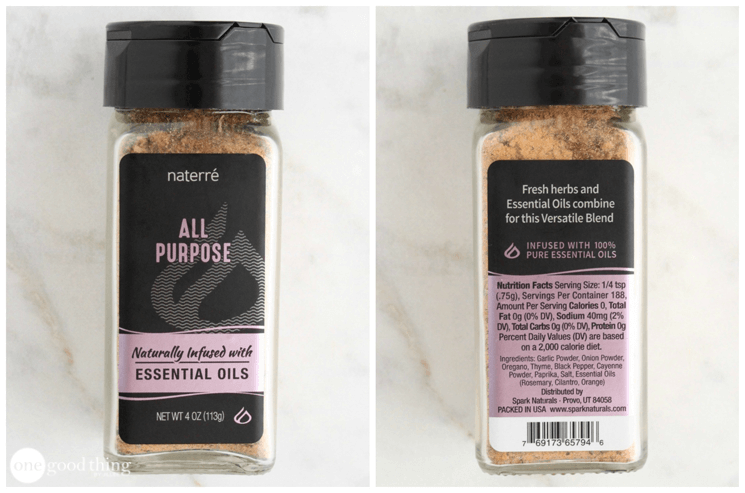 naterré
ALL
PURPOSE
Naturally Infused with
ESSENTIAL OILS
NET WT 4 OZ (113g)
one good thing
Fresh herbs and
Essential Oils combine
for this Versatile Blend
INFUSED WITH 100%
PURE ESSENTIAL OILS
Nutrition Facts Serving Size: 1/4 tsp
(.75g), Servings Per Container 188,
Amount Per Serving Calories 0, Total
Fat 0g (0% DV), Sodium 40mg (2%
DV), Total Carbs 0g (0% DV), Protein 0g
Percent Daily Values (DV) are based
on a 2,000 calorie diet.
Ingredients: Garlic Powder, Onion Powder,
Oregano, Thyme, Black Pepper, Cayenne
Powder, Paprika, Salt, Essential Oils
(Rosemary, Cilantro, Orange)
Distributed by
Spark Naturals - Provo, UT 84058
PACKED IN USA www.sparknaturals.com
7 69173 65794 6